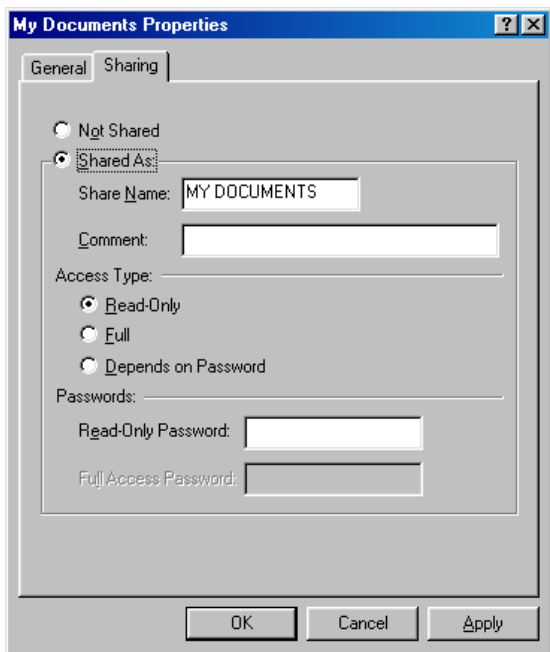 My Documents Properties
General Sharing
Not Shared
Shared As:
Share Name: MY DOCUMENTS
Comment:
Access Type:
Read-Only
Full
Depends on Password
Passwords:
Read-Only Password:
Full Access Password:
OK Cancel Apply